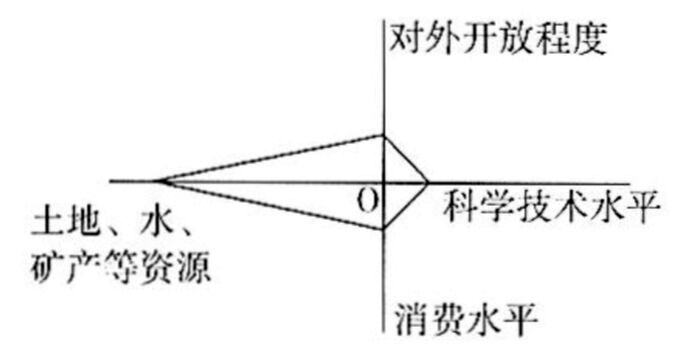 对外开放程度
O
科学技术水平
土地、水、
矿产等资源
消费水平